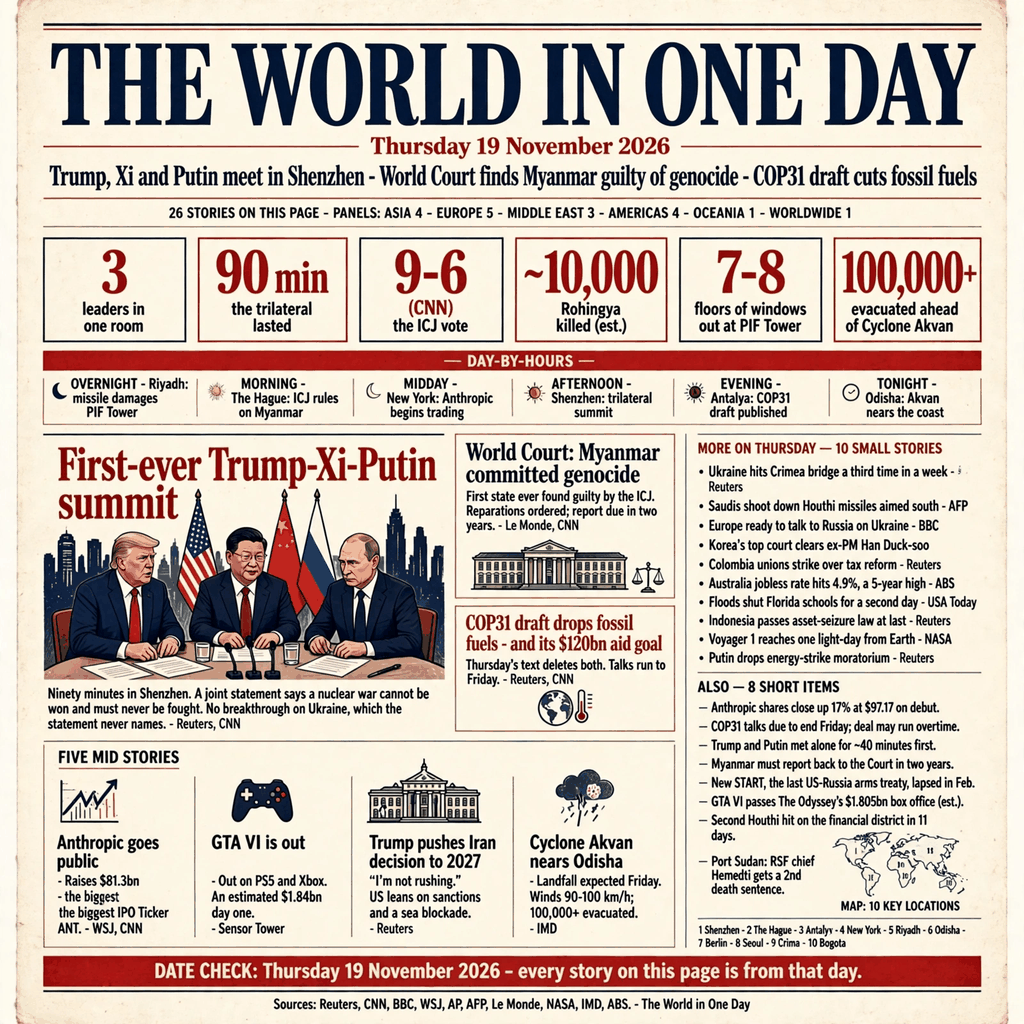 THE WORLD IN ONE DAY
Thursday 19 November 2026
Trump, Xi and Putin meet in Shenzhen - World Court finds Myanmar guilty of genocide - COP31 draft cuts fossil fuels
26 STORIES ON THIS PAGE - PANELS: ASIA 4 - EUROPE 5 - MIDDLE EAST 3 - AMERICAS 4 - OCEANIA 1 - WORLDWIDE 1
3
leaders in
one room
90 min
the trilateral
lasted
9-6
(CNN)
the ICJ vote
~10,000
Rohingya
killed (est.)
7-8
floors of windows
out at PIF Tower
100,000+
evacuated ahead
of Cyclone Akvan
— DAY-BY-HOURS —
OVERNIGHT - Riyadh:
missile damages
PIF Tower
MORNING -
The Hague: ICJ rules
on Myanmar
MIDDAY -
New York: Anthropic
begins trading
AFTERNOON -
Shenzhen: trilateral
summit
EVENING -
Antalya: COP31
draft published
TONIGHT -
Odisha: Akvan
nears the coast
First-ever Trump-Xi-Putin
summit
Ninety minutes in Shenzhen. A joint statement says a nuclear war cannot be
won and must never be fought. No breakthrough on Ukraine, which the
statement never names. - Reuters, CNN
World Court: Myanmar
committed genocide
First state ever found guilty by the ICJ.
Reparations ordered; report due in two
years. - Le Monde, CNN
COP31 draft drops fossil
fuels - and its $120bn aid goal
Thursday's text deletes both. Talks run to
Friday. - Reuters, CNN
FIVE MID STORIES
Anthropic goes
public
- Raises $81.3bn
- the biggest
the biggest IPO Ticker
ANT. - WSJ, CNN
GTA VI is out
- Out on PS5 and Xbox.
An estimated $1.84bn
day one.
- Sensor Tower
Trump pushes Iran
decision to 2027
"I'm not rushing."
US leans on sanctions
and a sea blockade.
- Reuters
Cyclone Akvan
nears Odisha
- Landfall expected Friday.
Winds 90-100 km/h;
100,000+ evacuated.
- IMD
MORE ON THURSDAY — 10 SMALL STORIES
• Ukraine hits Crimea bridge a third time in a week -
Reuters
• Saudis shoot down Houthi missiles aimed south - AFP
• Europe ready to talk to Russia on Ukraine - BBC
• Korea's top court clears ex-PM Han Duck-soo
• Colombia unions strike over tax reform - Reuters
• Australia jobless rate hits 4.9%, a 5-year high - ABS
• Floods shut Florida schools for a second day - USA Today
• Indonesia passes asset-seizure law at last - Reuters
• Voyager 1 reaches one light-day from Earth - NASA
• Putin drops energy-strike moratorium - Reuters
ALSO — 8 SHORT ITEMS
— Anthropic shares close up 17% at $97.17 on debut.
— COP31 talks due to end Friday; deal may run overtime.
— Trump and Putin met alone for ~40 minutes first.
— Myanmar must report back to the Court in two years.
— New START, the last US-Russia arms treaty, lapsed in Feb.
— GTA VI passes The Odyssey's $1.805bn box office (est.).
— Second Houthi hit on the financial district in 11
days.
— Port Sudan: RSF chief
Hemedti gets a 2nd
death sentence.
MAP: 10 KEY LOCATIONS
1 Shenzhen - 2 The Hague - 3 Antalyv - 4 New York - 5 Riyadh - 6 Odisha -
7 Berlin - 8 Seoul - 9 Crima - 10 Bogota
DATE CHECK: Thursday 19 November 2026 – every story on this page is from that day.
Sources: Reuters, CNN, BBC, WSJ, AP, AFP, Le Monde, NASA, IMD, ABS. - The World in One Day